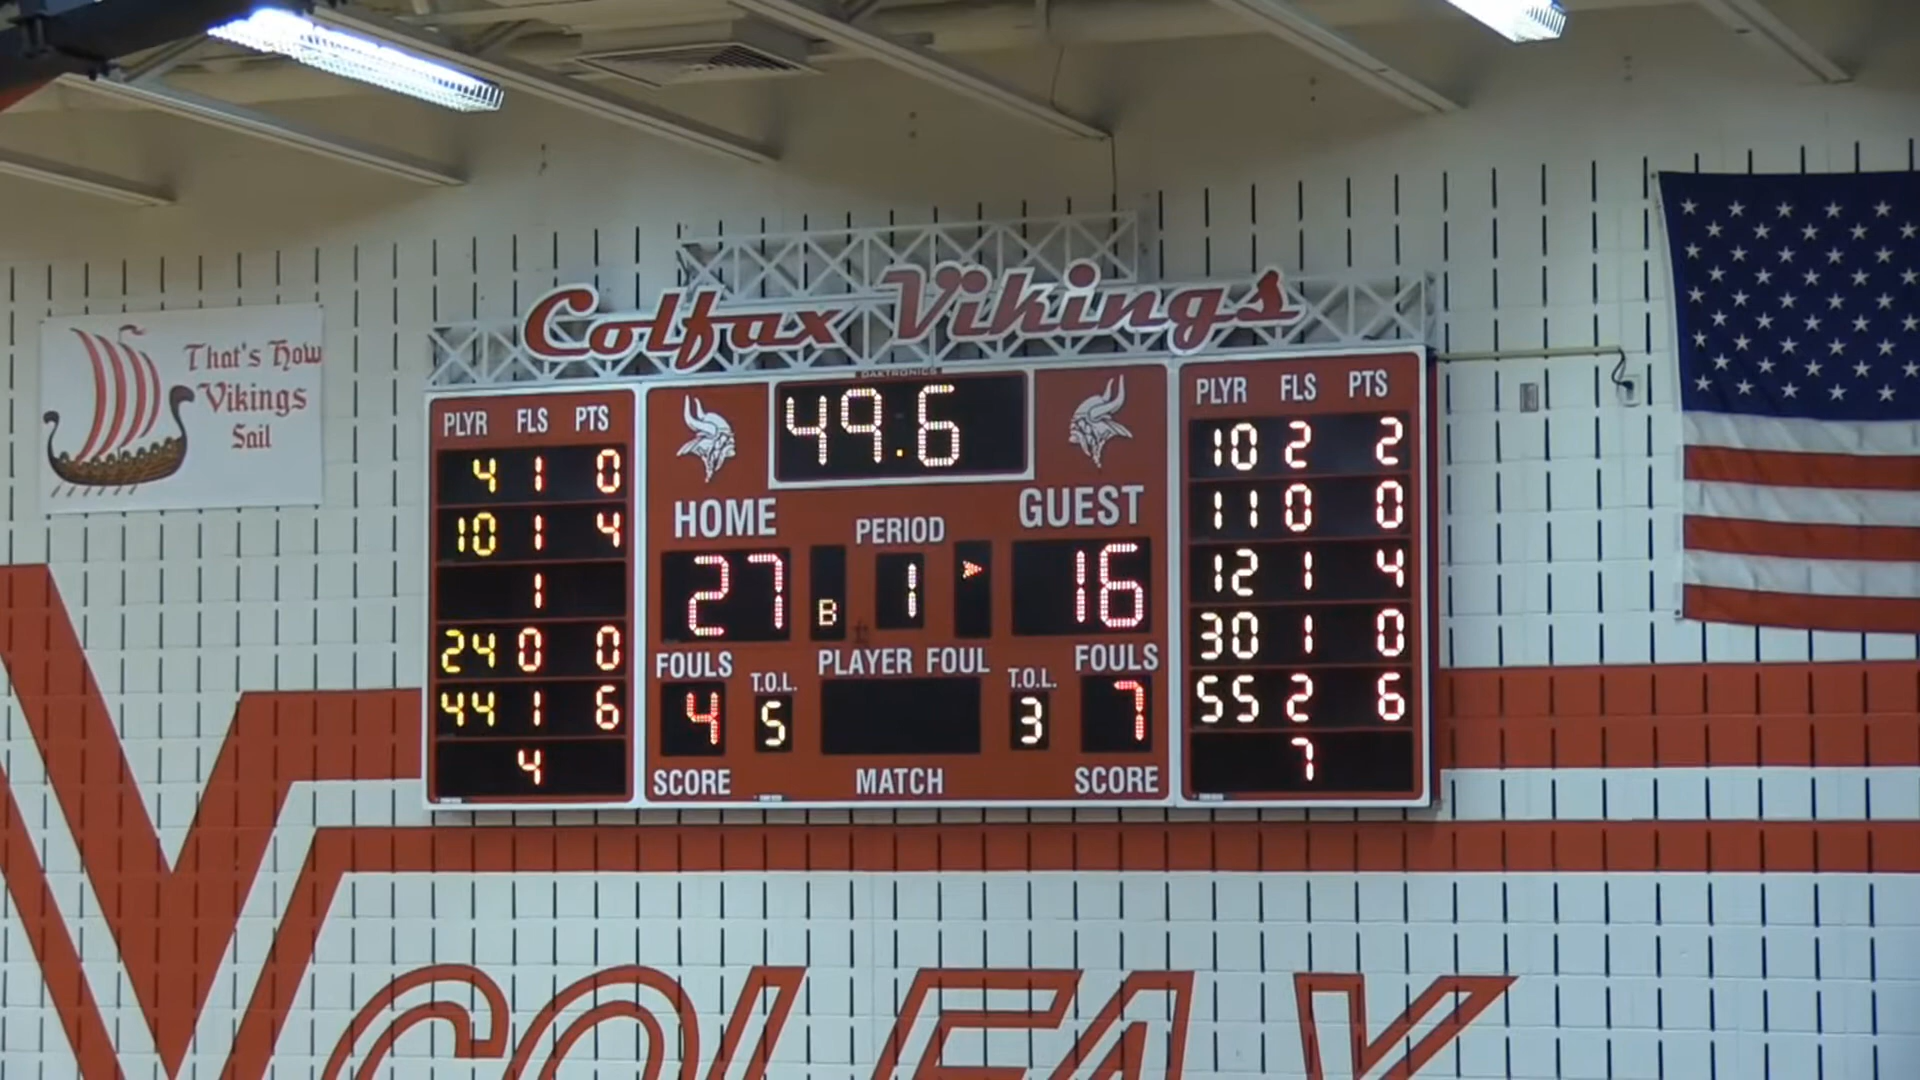 That's How
Vikings
Sail
Colfax Vikings
DAKTRONICS
PLYR FLS PTS
4 1 0
10 1 4
1
24 0 0
44 1 6
4
49.6
HOME
PERIOD
GUEST
27
B
1
16
FOULS
T.O.L.
PLAYER FOUL
T.O.L.
FOULS
4
5
3
7
SCORE
MATCH
SCORE
PLYR FLS PTS
10 2 2
11 0 0
12 1 4
30 1 0
55 2 6
7
COLFAX